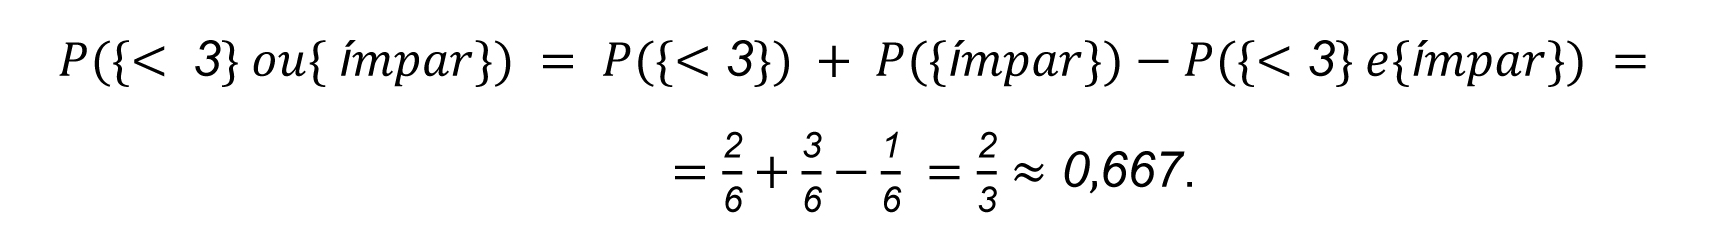 P({< 3} ou{ ímpar}) = P({< 3}) + P({ímpar}) − P({< 3} e{ímpar}) =
= 2/6 + 3/6 − 1/6 = 2/3 ≈ 0,667.